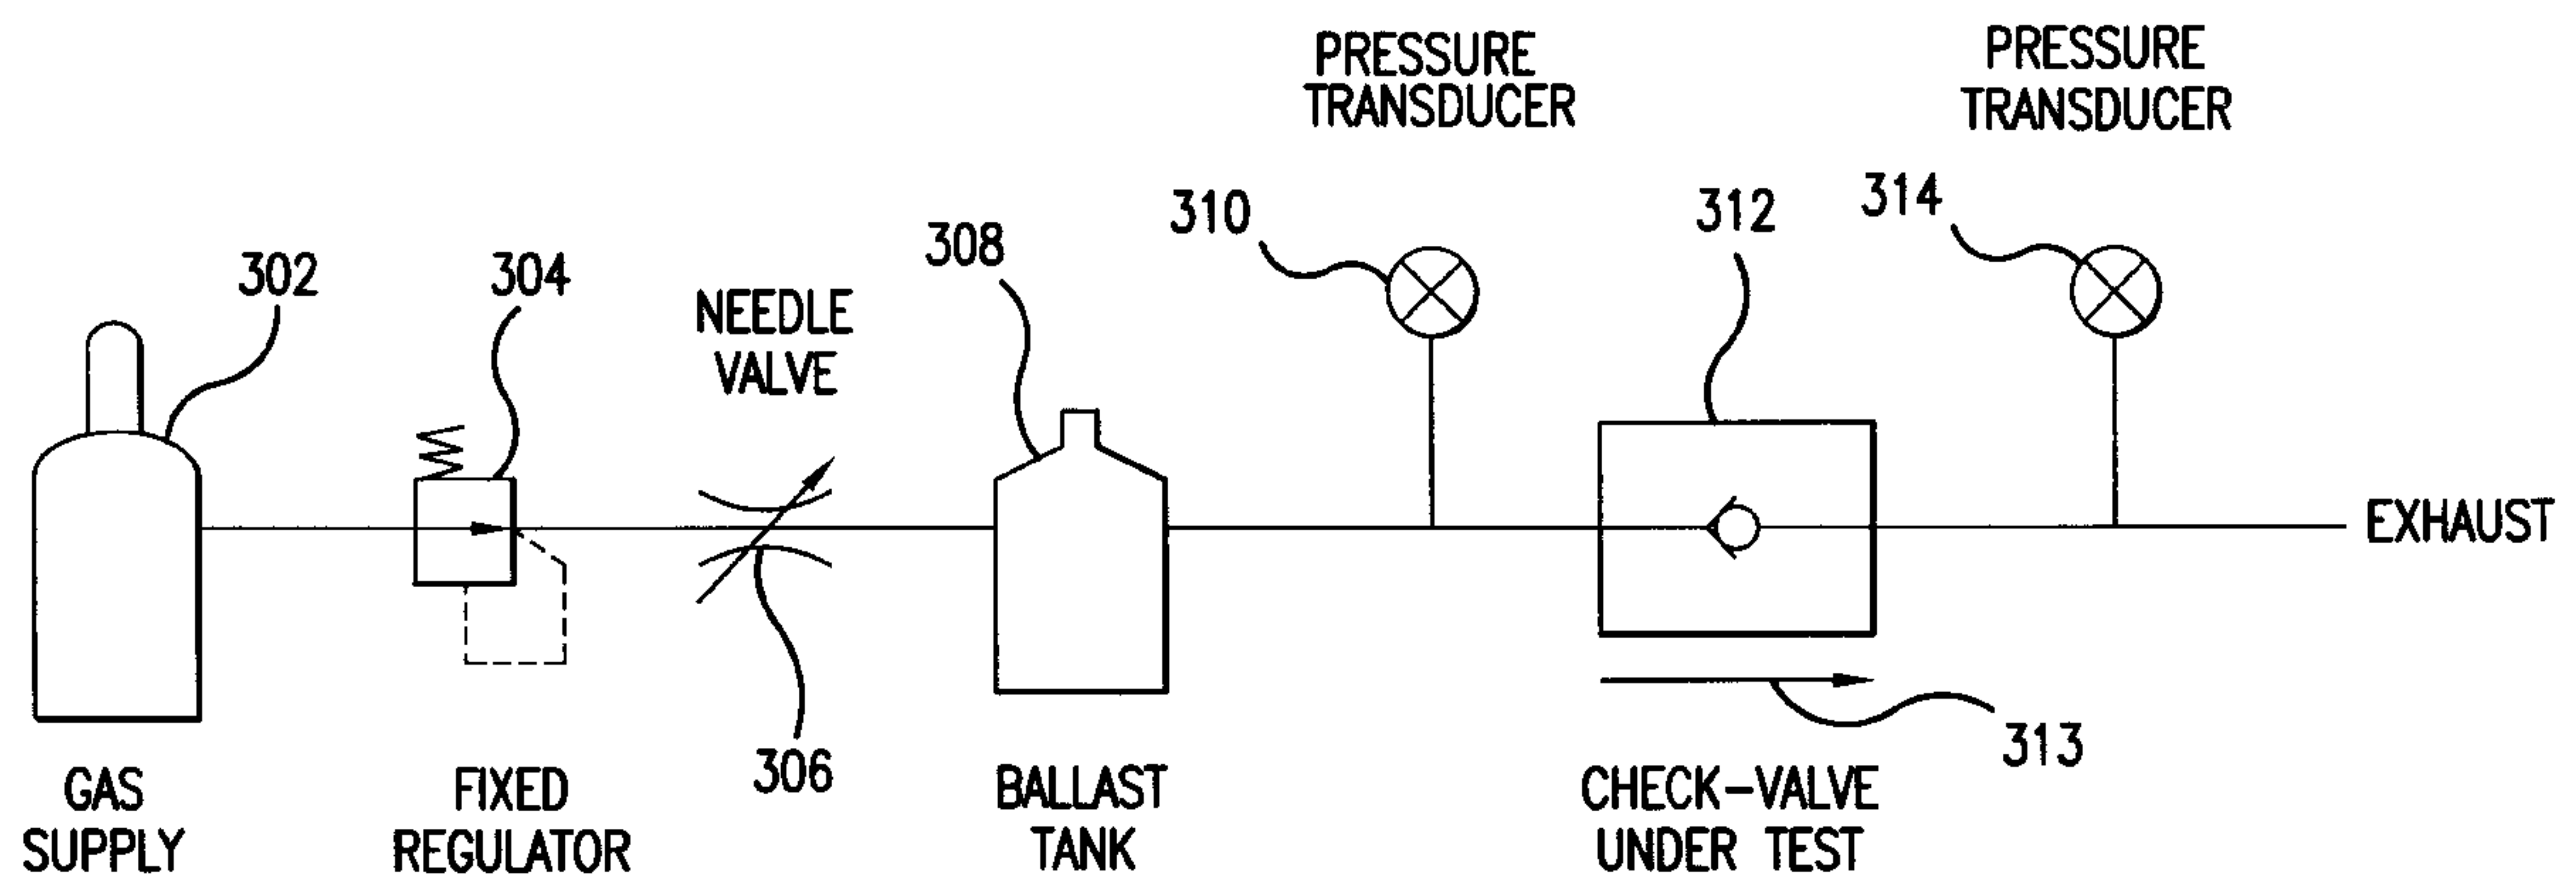 PRESSURE
TRANSDUCER
PRESSURE
TRANSDUCER
310
312
314
302
304
NEEDLE
VALVE
308
EXHAUST
306
313
GAS
SUPPLY
FIXED
REGULATOR
BALLAST
TANK
CHECK-VALVE
UNDER TEST